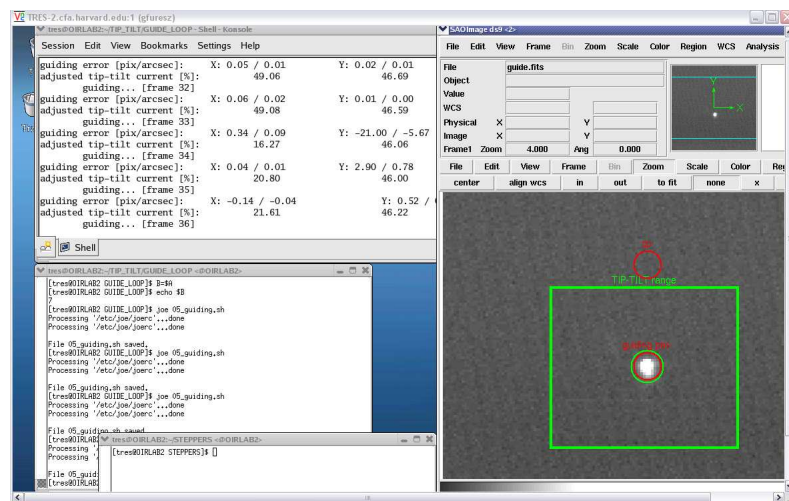 TRES-2.cfa.harvard.edu:1 (gfuresz)
tres@OIRLAB2:~/TIP_TILT/GUIDE_LOOP - Shell - Konsole
Session Edit View Bookmarks Settings Help
guiding error [pix/arcsec]: X: 0.05 / 0.01 Y: 0.02 / 0.01
adjusted tip-tilt current [%]: 49.06 46.69
guiding... [frame 32]
guiding error [pix/arcsec]: X: 0.06 / 0.02 Y: 0.01 / 0.00
adjusted tip-tilt current [%]: 49.08 46.59
guiding... [frame 33]
guiding error [pix/arcsec]: X: 0.34 / 0.09 Y: -21.00 / -5.67
adjusted tip-tilt current [%]: 16.27 46.06
guiding... [frame 34]
guiding error [pix/arcsec]: X: 0.04 / 0.01 Y: 2.90 / 0.78
adjusted tip-tilt current [%]: 20.80 46.00
guiding... [frame 35]
guiding error [pix/arcsec]: X: -0.14 / -0.04 Y: 0.52 /
adjusted tip-tilt current [%]: 21.61 46.22
guiding... [frame 36]
Shell
tres@OIRLAB2:~/TIP_TILT/GUIDE_LOOP <@OIRLAB2>
[tres@OIRLAB2 GUIDE_LOOP]$ B=$A
[tres@OIRLAB2 GUIDE_LOOP]$ echo $B
7
[tres@OIRLAB2 GUIDE_LOOP]$ joe 05_guiding.sh
Processing '/etc/joe/joerc'...done
Processing '/etc/joe/joerc'...done
File 05_guiding.sh saved.
[tres@OIRLAB2 GUIDE_LOOP]$ joe 05_guiding.sh
Processing '/etc/joe/joerc'...done
Processing '/etc/joe/joerc'...done
File 05_guiding.sh saved.
[tres@OIRLAB2 GUIDE_LOOP]$ joe 05_guiding.sh
Processing '/etc/joe/joerc'...done
Processing '/etc/joe/joerc'...done
File 05_guiding.sh saved.
[tres@OIRLAB2
Processing '
Processing '
File 05_guid
[tres@OIRLAB2
tres@OIRLAB2:~/STEPPERS <@OIRLAB2>
[tres@OIRLAB2 STEPPERS]$
SAOImage ds9 <2>
File Edit View Frame Bin Zoom Scale Color Region WCS Analysis
File guide.fits
Object
Value
WCS
Physical X Y
Image X Y
Frame1 Zoom 4.000 Ang 0.000
Y
X
File Edit View Frame Bin Zoom Scale Color Re
center align wcs in out to fit none x
TIP-TILT range